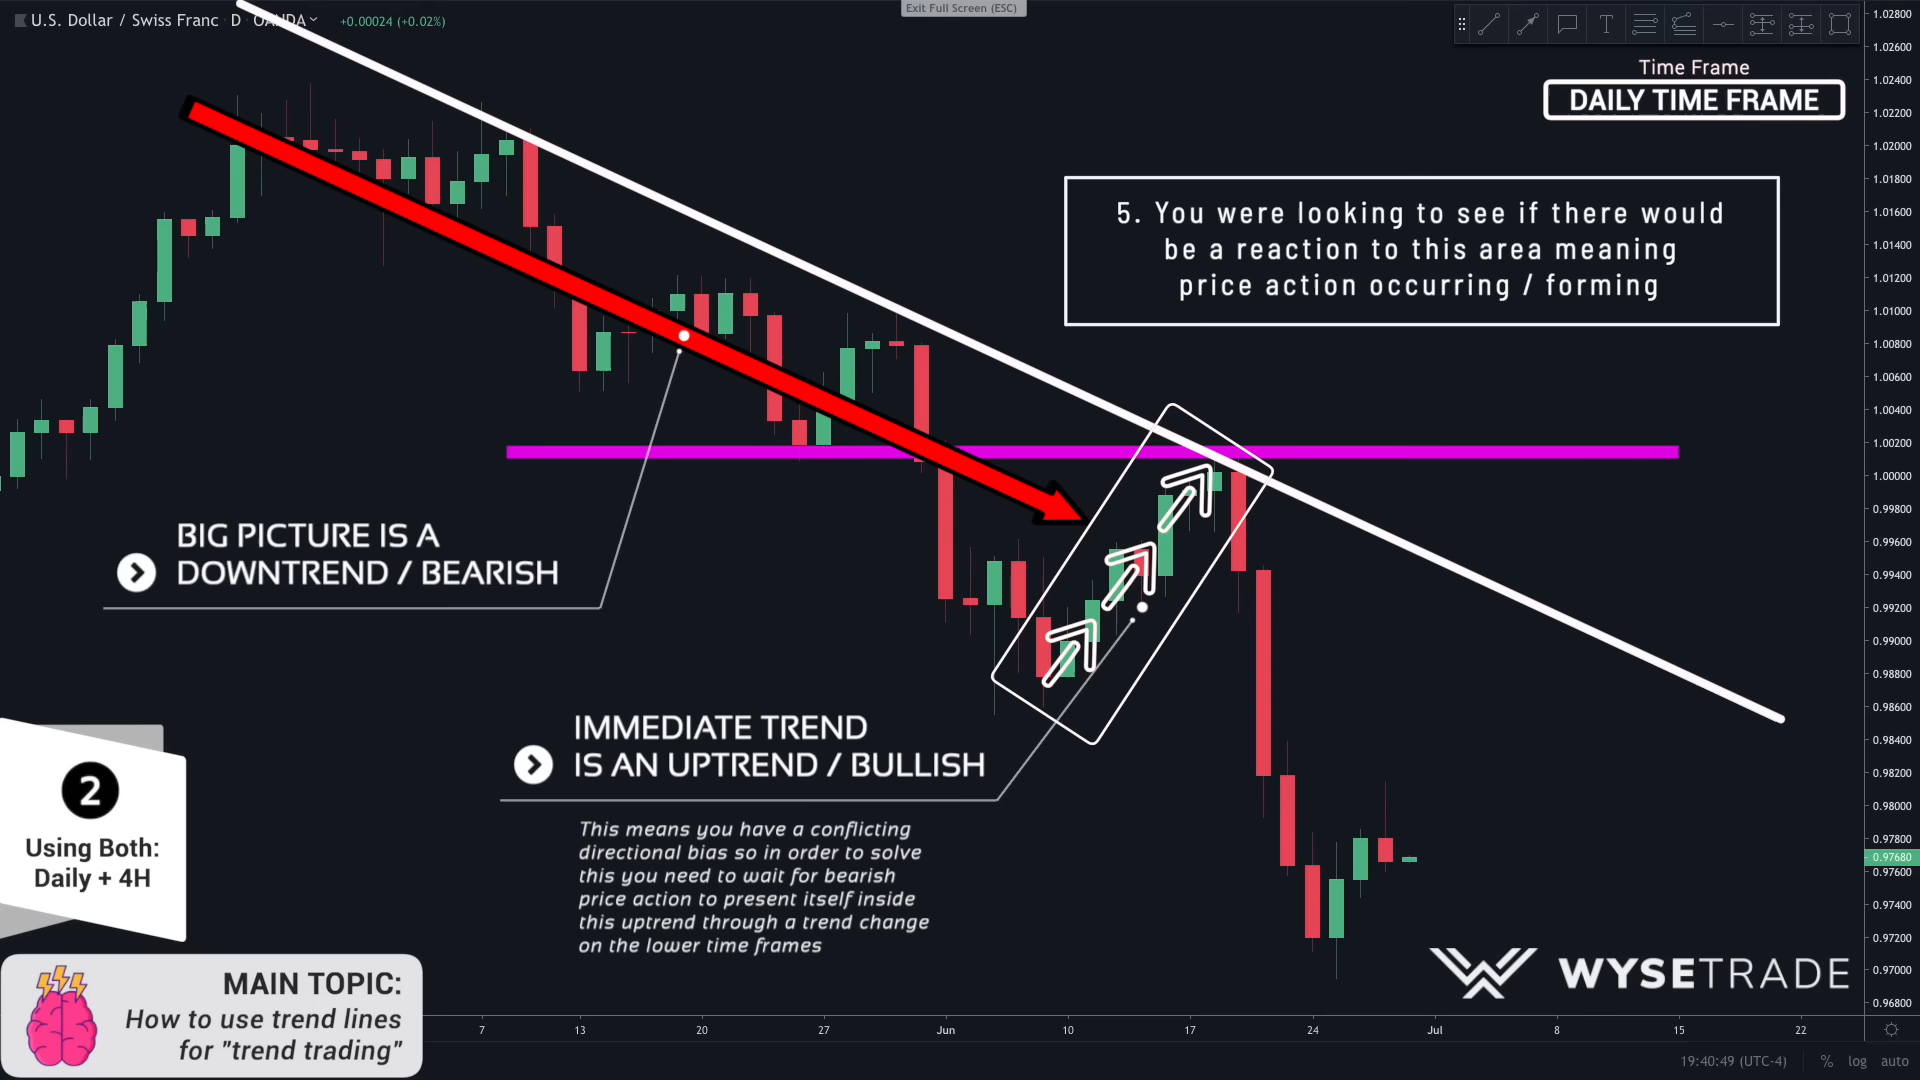 Exit Full Screen (ESC)
U.S. Dollar / Swiss Franc D OANDA +0.00024 (+0.02%)
Time Frame
DAILY TIME FRAME
5. You were looking to see if there would
be a reaction to this area meaning
price action occurring / forming
BIG PICTURE IS A
DOWNTREND / BEARISH
IMMEDIATE TREND
IS AN UPTREND / BULLISH
This means you have a conflicting
directional bias so in order to solve
this you need to wait for bearish
price action to present itself inside
this uptrend through a trend change
on the lower time frames
2
Using Both:
Daily + 4H
MAIN TOPIC:
How to use trend lines
for "trend trading"
WYSETRADE
1.02800
1.02600
1.02400
1.02200
1.02000
1.01800
1.01600
1.01400
1.01200
1.01000
1.00800
1.00600
1.00400
1.00200
1.00000
0.99800
0.99600
0.99400
0.99200
0.99000
0.98800
0.98600
0.98400
0.98200
0.98000
0.97800
0.97680
0.97600
0.97400
0.97200
0.97000
0.96800
7 13 20 27 Jun 10 17 24 Jul 8 15 22
19:40:49 (UTC-4) % log auto